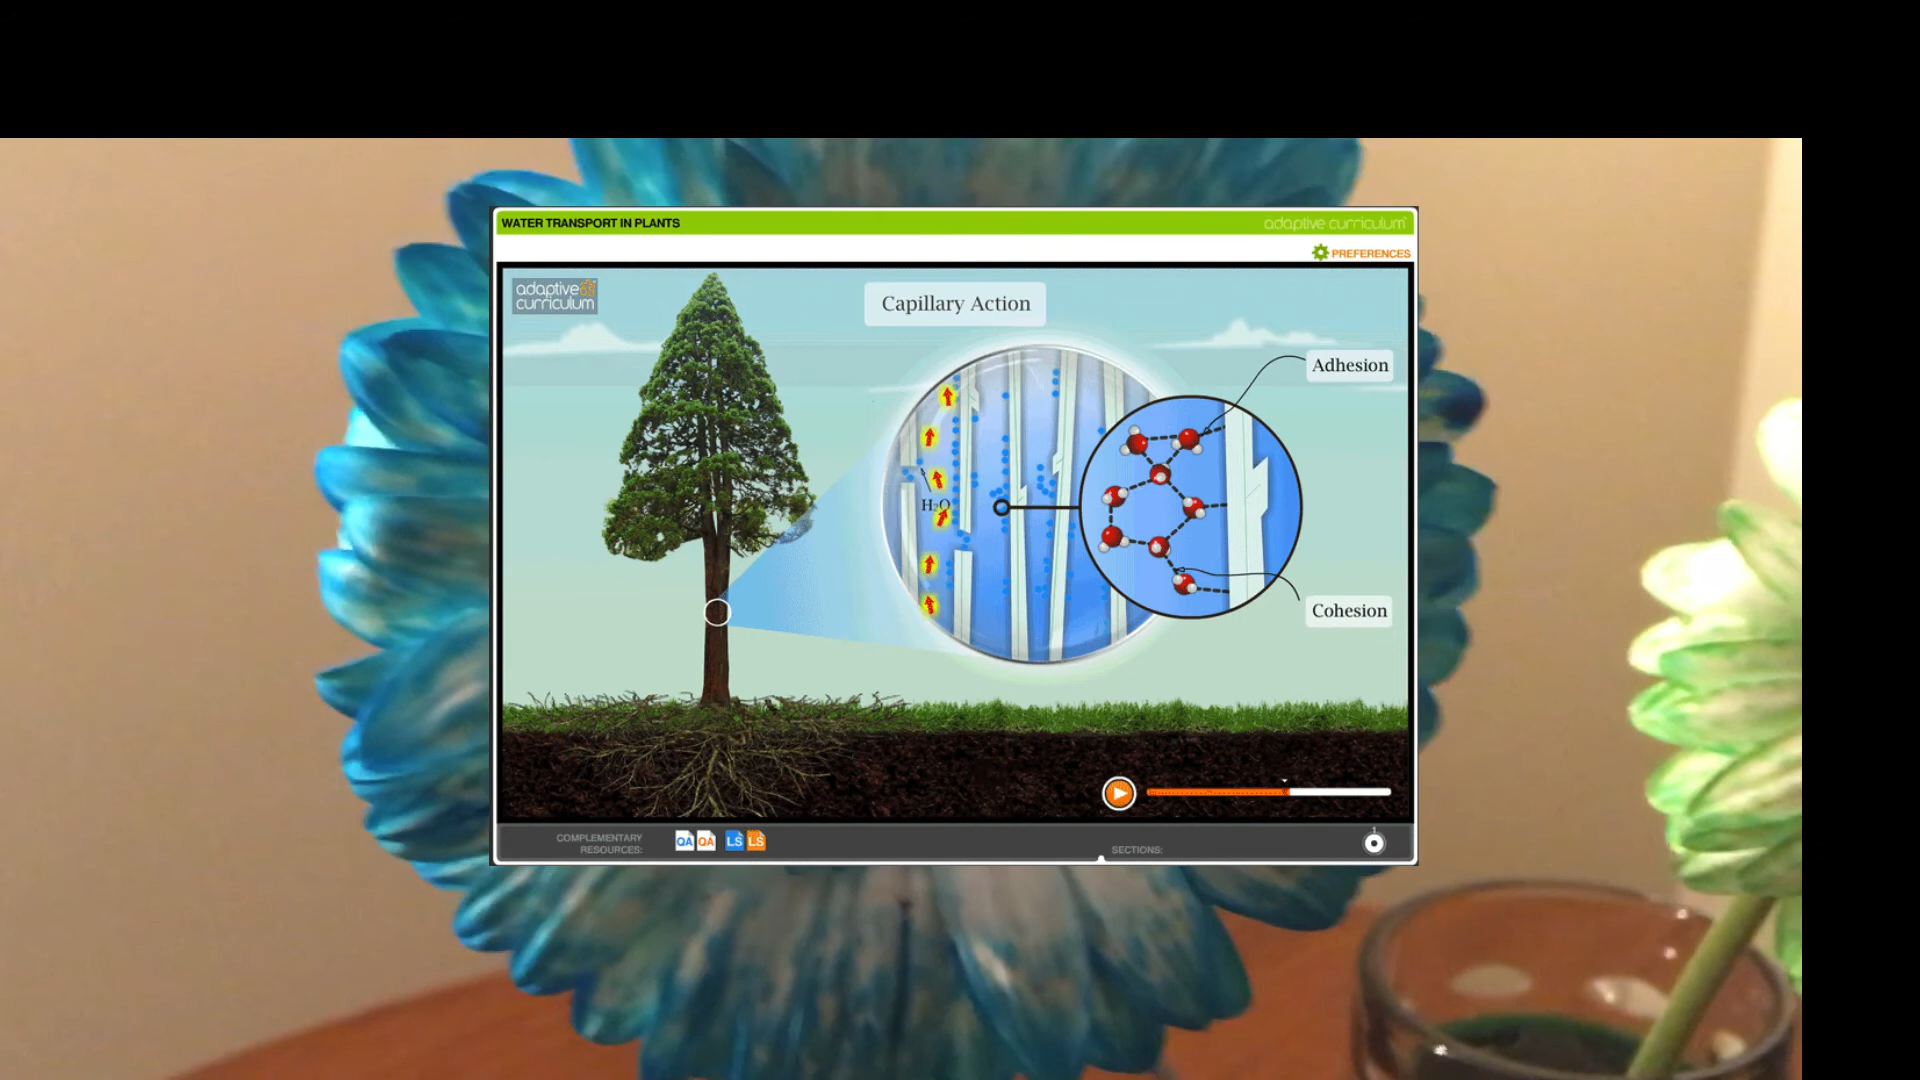 WATER TRANSPORT IN PLANTS
adaptive curriculum
PREFERENCES
adaptive
curriculum
Capillary Action
Adhesion
H₂O
Cohesion
COMPLEMENTARY
RESOURCES:
QA QA LS LS
SECTIONS:
1